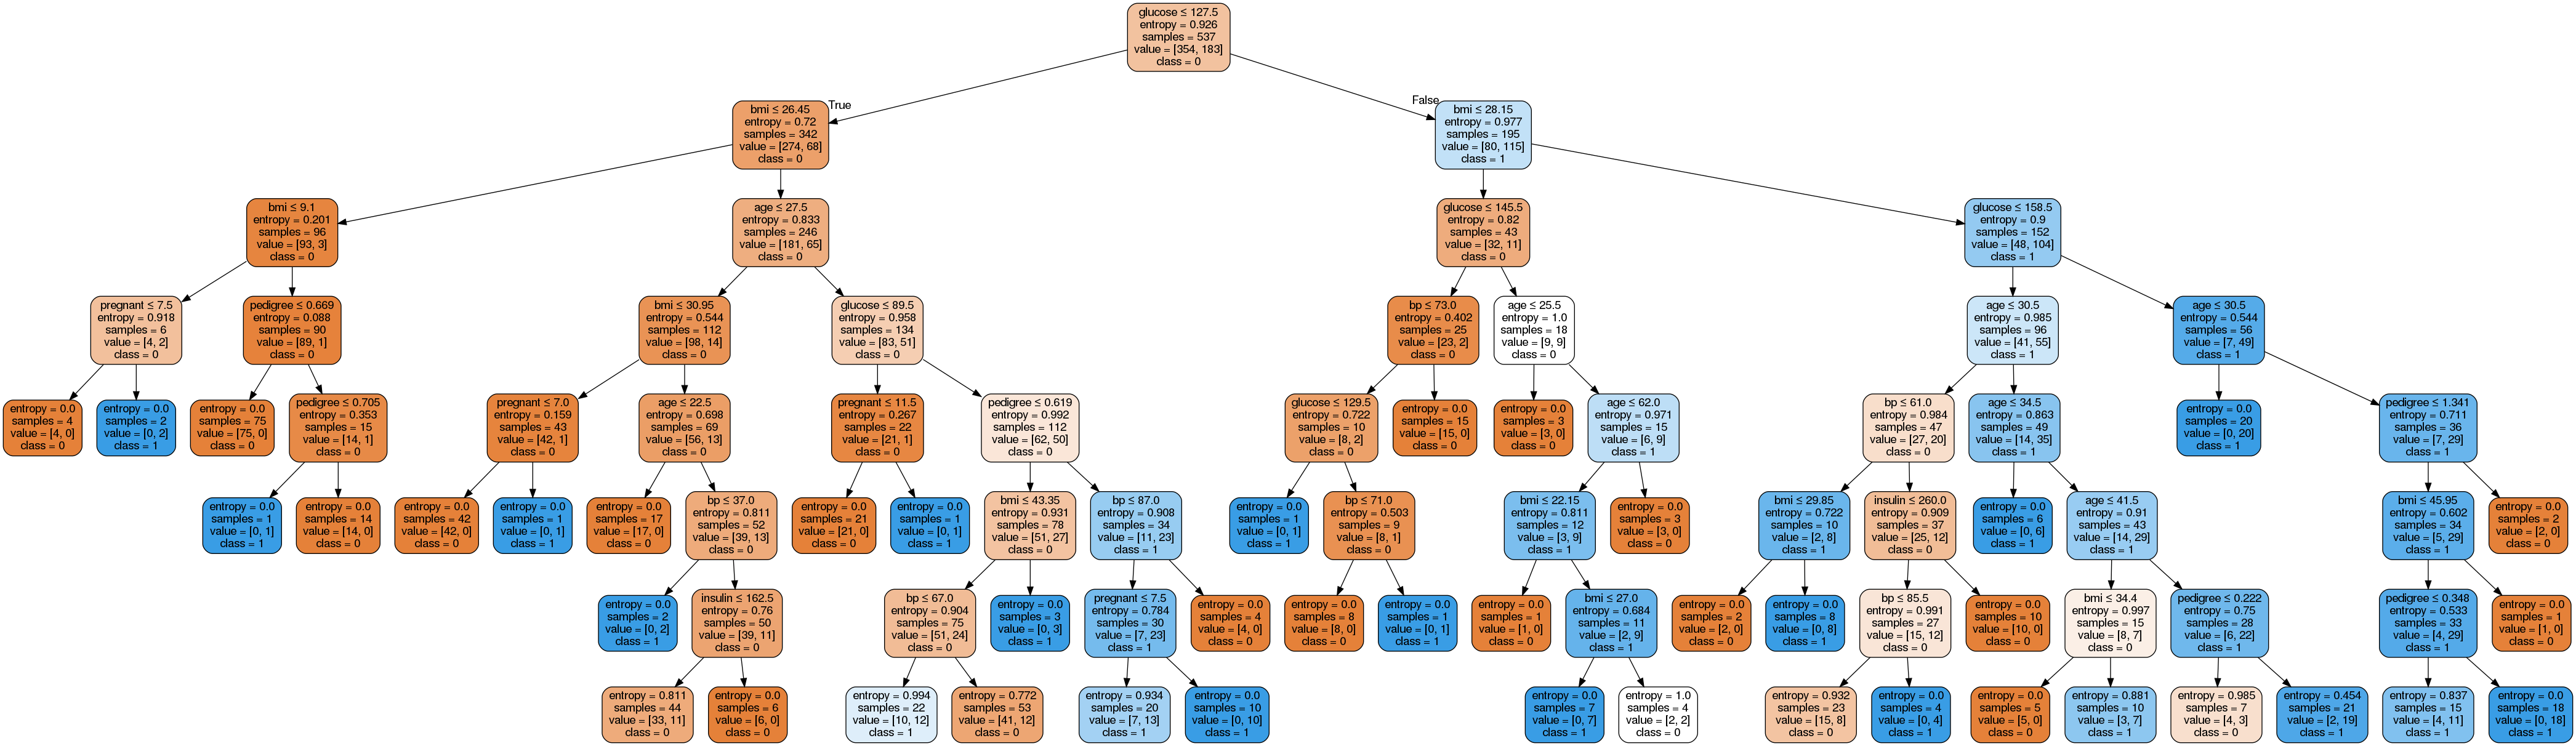 glucose ≤ 127.5
entropy = 0.926
samples = 537
value = [354, 183]
class = 0
True
False
bmi ≤ 26.45
entropy = 0.72
samples = 342
value = [274, 68]
class = 0
bmi ≤ 28.15
entropy = 0.977
samples = 195
value = [80, 115]
class = 1
bmi ≤ 9.1
entropy = 0.201
samples = 96
value = [93, 3]
class = 0
age ≤ 27.5
entropy = 0.833
samples = 246
value = [181, 65]
class = 0
glucose ≤ 145.5
entropy = 0.82
samples = 43
value = [32, 11]
class = 0
glucose ≤ 158.5
entropy = 0.9
samples = 152
value = [48, 104]
class = 1
pregnant ≤ 7.5
entropy = 0.918
samples = 6
value = [4, 2]
class = 0
pedigree ≤ 0.669
entropy = 0.088
samples = 90
value = [89, 1]
class = 0
bmi ≤ 30.95
entropy = 0.544
samples = 112
value = [98, 14]
class = 0
glucose ≤ 89.5
entropy = 0.958
samples = 134
value = [83, 51]
class = 0
bp ≤ 73.0
entropy = 0.402
samples = 25
value = [23, 2]
class = 0
age ≤ 25.5
entropy = 1.0
samples = 18
value = [9, 9]
class = 0
age ≤ 30.5
entropy = 0.985
samples = 96
value = [41, 55]
class = 1
age ≤ 30.5
entropy = 0.544
samples = 56
value = [7, 49]
class = 1
entropy = 0.0
samples = 4
value = [4, 0]
class = 0
entropy = 0.0
samples = 2
value = [0, 2]
class = 1
entropy = 0.0
samples = 75
value = [75, 0]
class = 0
pedigree ≤ 0.705
entropy = 0.353
samples = 15
value = [14, 1]
class = 0
pregnant ≤ 7.0
entropy = 0.159
samples = 43
value = [42, 1]
class = 0
age ≤ 22.5
entropy = 0.698
samples = 69
value = [56, 13]
class = 0
pregnant ≤ 11.5
entropy = 0.267
samples = 22
value = [21, 1]
class = 0
pedigree ≤ 0.619
entropy = 0.992
samples = 112
value = [62, 50]
class = 0
glucose ≤ 129.5
entropy = 0.722
samples = 10
value = [8, 2]
class = 0
entropy = 0.0
samples = 15
value = [15, 0]
class = 0
entropy = 0.0
samples = 3
value = [3, 0]
class = 0
age ≤ 62.0
entropy = 0.971
samples = 15
value = [6, 9]
class = 1
bp ≤ 61.0
entropy = 0.984
samples = 47
value = [27, 20]
class = 0
age ≤ 34.5
entropy = 0.863
samples = 49
value = [14, 35]
class = 1
entropy = 0.0
samples = 20
value = [0, 20]
class = 1
pedigree ≤ 1.341
entropy = 0.711
samples = 36
value = [7, 29]
class = 1
entropy = 0.0
samples = 1
value = [0, 1]
class = 1
entropy = 0.0
samples = 14
value = [14, 0]
class = 0
entropy = 0.0
samples = 42
value = [42, 0]
class = 0
entropy = 0.0
samples = 1
value = [0, 1]
class = 1
entropy = 0.0
samples = 17
value = [17, 0]
class = 0
bp ≤ 37.0
entropy = 0.811
samples = 52
value = [39, 13]
class = 0
entropy = 0.0
samples = 21
value = [21, 0]
class = 0
entropy = 0.0
samples = 1
value = [0, 1]
class = 1
bmi ≤ 43.35
entropy = 0.931
samples = 78
value = [51, 27]
class = 0
bp ≤ 87.0
entropy = 0.908
samples = 34
value = [11, 23]
class = 1
entropy = 0.0
samples = 1
value = [0, 1]
class = 1
bp ≤ 71.0
entropy = 0.503
samples = 9
value = [8, 1]
class = 0
bmi ≤ 22.15
entropy = 0.811
samples = 12
value = [3, 9]
class = 1
entropy = 0.0
samples = 3
value = [3, 0]
class = 0
bmi ≤ 29.85
entropy = 0.722
samples = 10
value = [2, 8]
class = 1
insulin ≤ 260.0
entropy = 0.909
samples = 37
value = [25, 12]
class = 0
entropy = 0.0
samples = 6
value = [0, 6]
class = 1
age ≤ 41.5
entropy = 0.91
samples = 43
value = [14, 29]
class = 1
bmi ≤ 45.95
entropy = 0.602
samples = 34
value = [5, 29]
class = 1
entropy = 0.0
samples = 2
value = [2, 0]
class = 0
entropy = 0.0
samples = 2
value = [0, 2]
class = 1
insulin ≤ 162.5
entropy = 0.76
samples = 50
value = [39, 11]
class = 0
bp ≤ 67.0
entropy = 0.904
samples = 75
value = [51, 24]
class = 0
entropy = 0.0
samples = 3
value = [0, 3]
class = 1
pregnant ≤ 7.5
entropy = 0.784
samples = 30
value = [7, 23]
class = 1
entropy = 0.0
samples = 4
value = [4, 0]
class = 0
entropy = 0.0
samples = 8
value = [8, 0]
class = 0
entropy = 0.0
samples = 1
value = [0, 1]
class = 1
entropy = 0.0
samples = 1
value = [1, 0]
class = 0
bmi ≤ 27.0
entropy = 0.684
samples = 11
value = [2, 9]
class = 1
entropy = 0.0
samples = 2
value = [2, 0]
class = 0
entropy = 0.0
samples = 8
value = [0, 8]
class = 1
bp ≤ 85.5
entropy = 0.991
samples = 27
value = [15, 12]
class = 0
entropy = 0.0
samples = 10
value = [10, 0]
class = 0
bmi ≤ 34.4
entropy = 0.997
samples = 15
value = [8, 7]
class = 0
pedigree ≤ 0.222
entropy = 0.75
samples = 28
value = [6, 22]
class = 1
pedigree ≤ 0.348
entropy = 0.533
samples = 33
value = [4, 29]
class = 1
entropy = 0.0
samples = 1
value = [1, 0]
class = 0
entropy = 0.811
samples = 44
value = [33, 11]
class = 0
entropy = 0.0
samples = 6
value = [6, 0]
class = 0
entropy = 0.994
samples = 22
value = [10, 12]
class = 1
entropy = 0.772
samples = 53
value = [41, 12]
class = 0
entropy = 0.934
samples = 20
value = [7, 13]
class = 1
entropy = 0.0
samples = 10
value = [0, 10]
class = 1
entropy = 0.0
samples = 7
value = [0, 7]
class = 1
entropy = 1.0
samples = 4
value = [2, 2]
class = 0
entropy = 0.932
samples = 23
value = [15, 8]
class = 0
entropy = 0.0
samples = 4
value = [0, 4]
class = 1
entropy = 0.0
samples = 5
value = [5, 0]
class = 0
entropy = 0.881
samples = 10
value = [3, 7]
class = 1
entropy = 0.985
samples = 7
value = [4, 3]
class = 0
entropy = 0.454
samples = 21
value = [2, 19]
class = 1
entropy = 0.837
samples = 15
value = [4, 11]
class = 1
entropy = 0.0
samples = 18
value = [0, 18]
class = 1